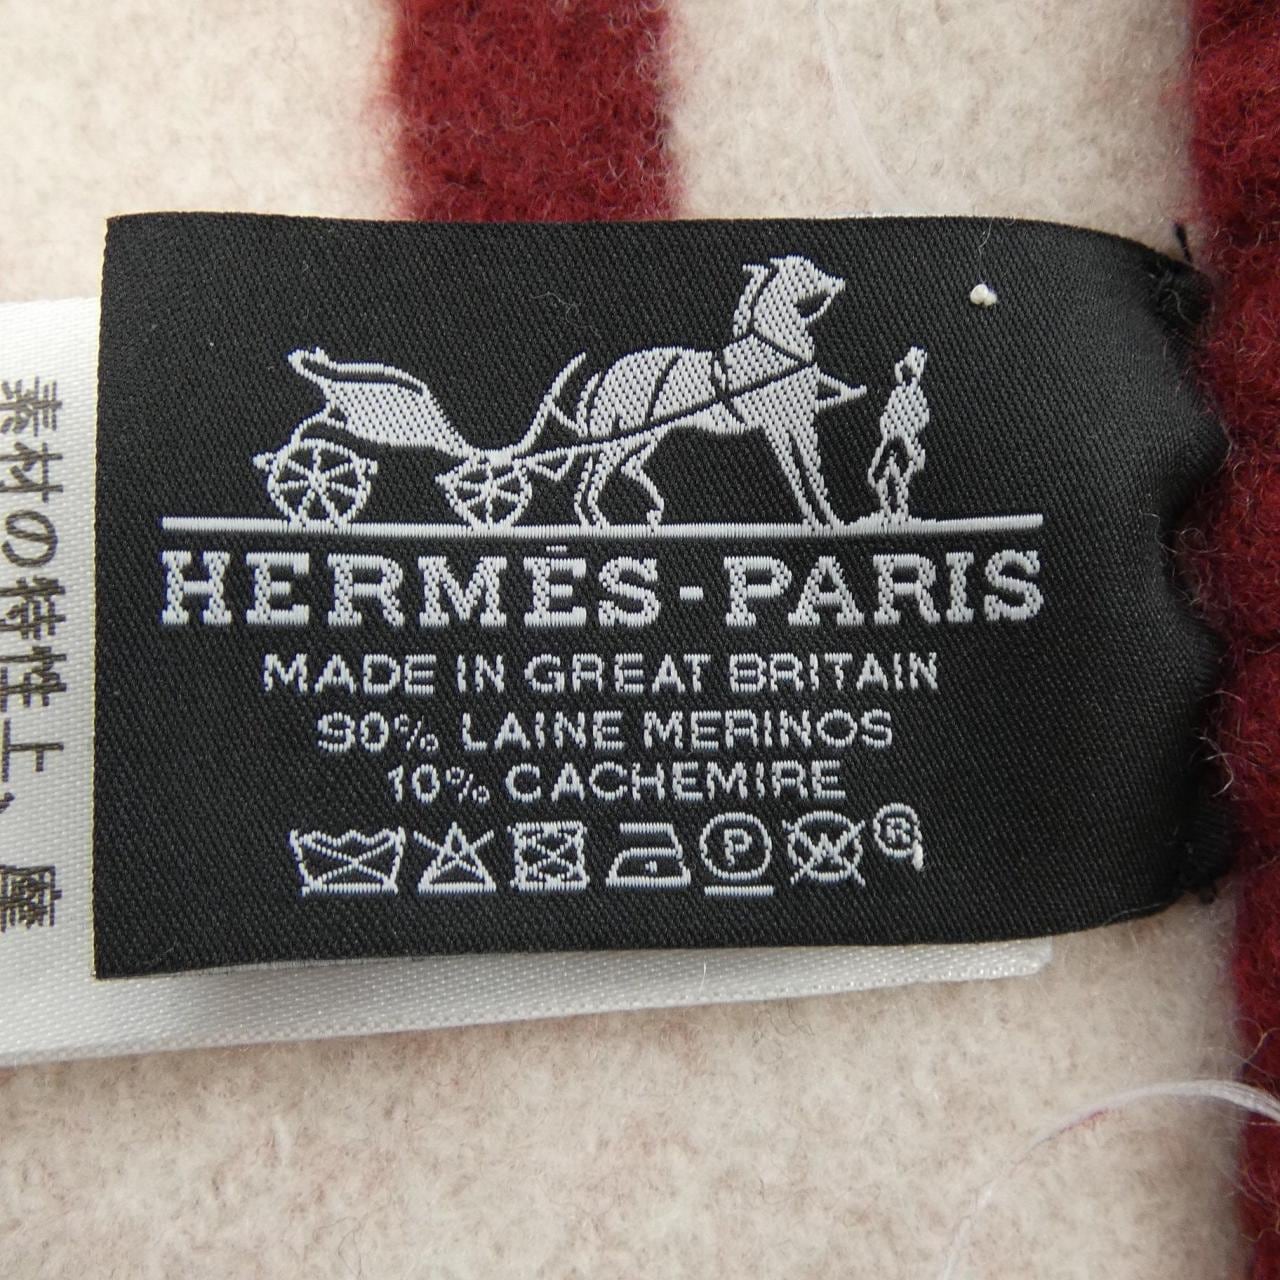 HERMÈS-PARIS
MADE IN GREAT BRITAIN
90% LAINE MERINOS
10% CACHEMIRE
P
W
®
素材の特性上、摩